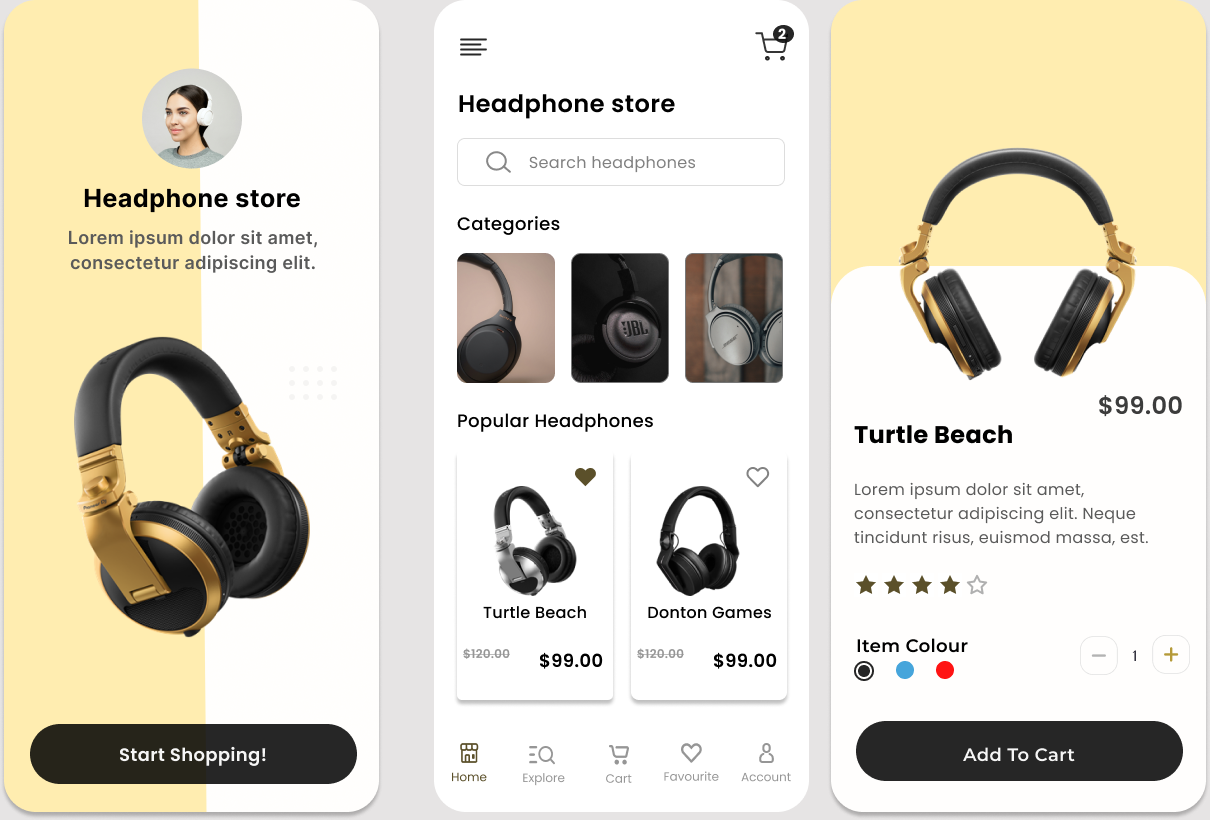 Headphone store
Lorem ipsum dolor sit amet,
consectetur adipiscing elit.
Start Shopping!
2
Headphone store
Search headphones
Categories
JBL
Popular Headphones
Turtle Beach
$120.00
$99.00
Donton Games
$120.00
$99.00
Home
Explore
Cart
Favourite
Account
$99.00
Turtle Beach
Lorem ipsum dolor sit amet,
consectetur adipiscing elit. Neque
tincidunt risus, euismod massa, est.
Item Colour
1
Add To Cart